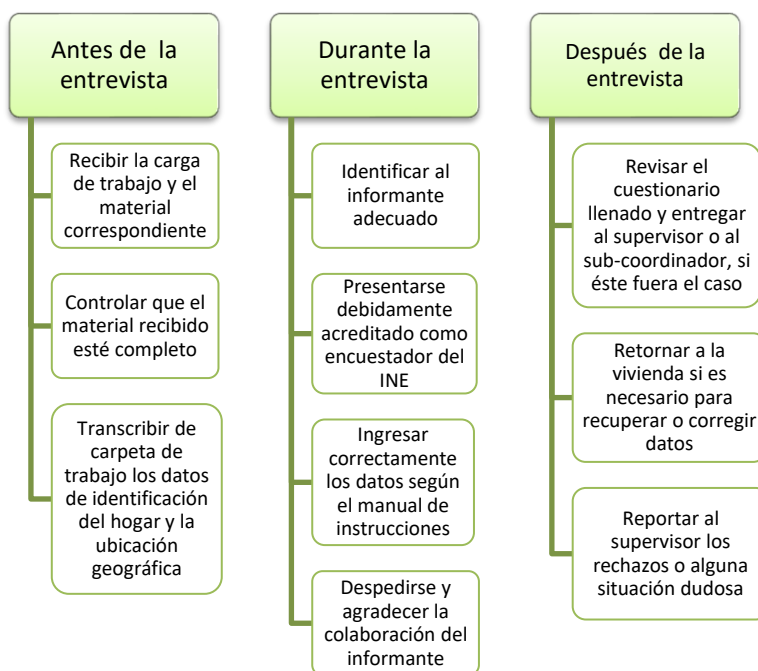 Antes de la
entrevista
Recibir la carga
de trabajo y el
material
correspondiente
Controlar que el
material recibido
esté completo
Transcribir de
carpeta de
trabajo los datos
de identificación
del hogar y la
ubicación
geográfica
Durante la
entrevista
Identificar al
informante
adecuado
Presentarse
debidamente
acreditado como
encuestador del
INE
Ingresar
correctamente
los datos según
el manual de
instrucciones
Despedirse y
agradecer la
colaboración del
informante
Después de la
entrevista
Revisar el
cuestionario
llenado y entregar
al supervisor o al
sub-coordinador, si
éste fuera el caso
Retornar a la
vivienda si es
necesario para
recuperar o corregir
datos
Reportar al
supervisor los
rechazos o alguna
situación dudosa